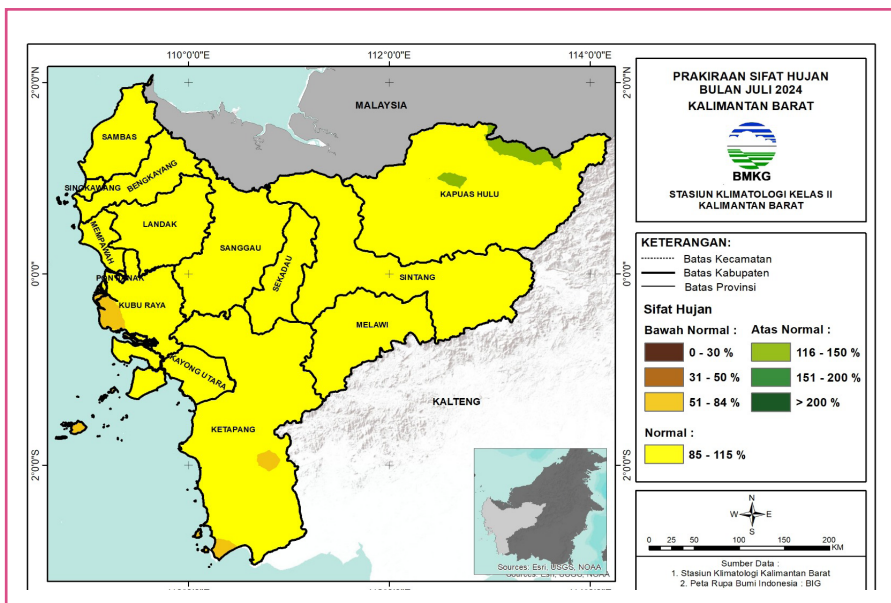 110°0'0"E
112°0'0"E
114°0'0"E
2°0'0"N
0°0'0"
2°0'0"S
2°0'0"N
0°0'0"
2°0'0"S
MALAYSIA
SAMBAS
BENGKAYANG
SINGKAWANG
LANDAK
MEMPAWAH
SANGGAU
KAPUAS HULU
SEKADAU
SINTANG
KUBU RAYA
MELAWI
KAYONG UTARA
KETAPANG
KALTENG
Sources: Esri, USGS, NOAA
Sources: Esri, USGS, NOAA
PRAKIRAAN SIFAT HUJAN
BULAN JULI 2024
KALIMANTAN BARAT
BMKG
STASIUN KLIMATOLOGI KELAS II
KALIMANTAN BARAT
KETERANGAN:
Batas Kecamatan
Batas Kabupaten
Batas Provinsi
Sifat Hujan
Bawah Normal :
Atas Normal :
0 - 30 %
116 - 150 %
31 - 50 %
151 - 200 %
51 - 84 %
> 200 %
Normal :
85 - 115 %
N
W
E
S
0 25 50 100 150 200
KM
Sumber Data :
1. Stasiun Klimatologi Kalimantan Barat
2. Peta Rupa Bumi Indonesia : BIG